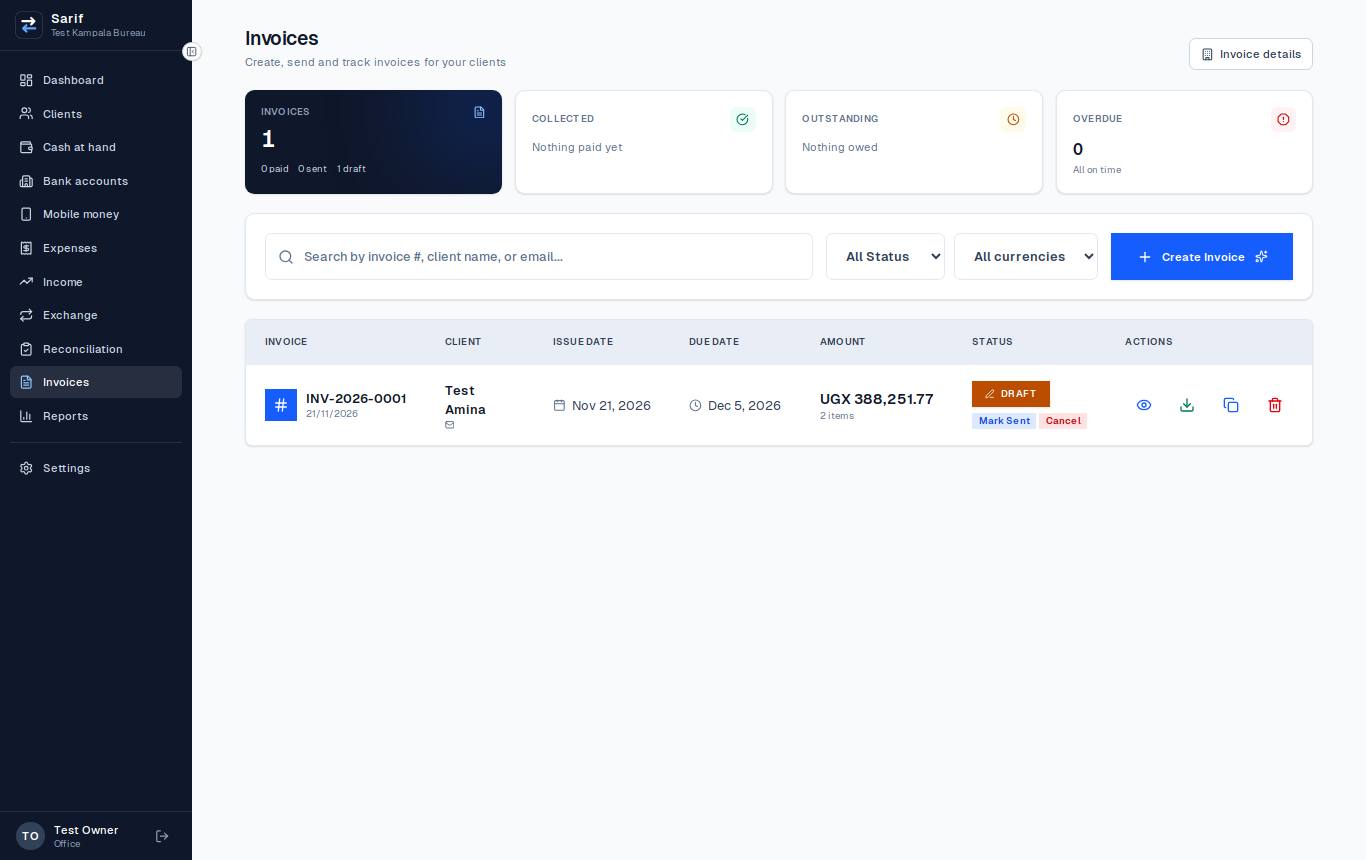 Sarif
Test Kampala Bureau
Dashboard
Clients
Cash at hand
Bank accounts
Mobile money
Expenses
Income
Exchange
Reconciliation
Invoices
Reports
Settings
TO
Test Owner
Office
Invoices
Create, send and track invoices for your clients
Invoice details
INVOICES
1
0 paid 0 sent 1 draft
COLLECTED
Nothing paid yet
OUTSTANDING
Nothing owed
OVERDUE
0
All on time
Search by invoice #, client name, or email...
All Status
All currencies
Create Invoice
INVOICE CLIENT ISSUE DATE DUE DATE AMOUNT STATUS ACTIONS
INV-2026-0001
21/11/2026
Test
Amina
Nov 21, 2026
Dec 5, 2026
UGX 388,251.77
2 items
DRAFT
Mark Sent Cancel